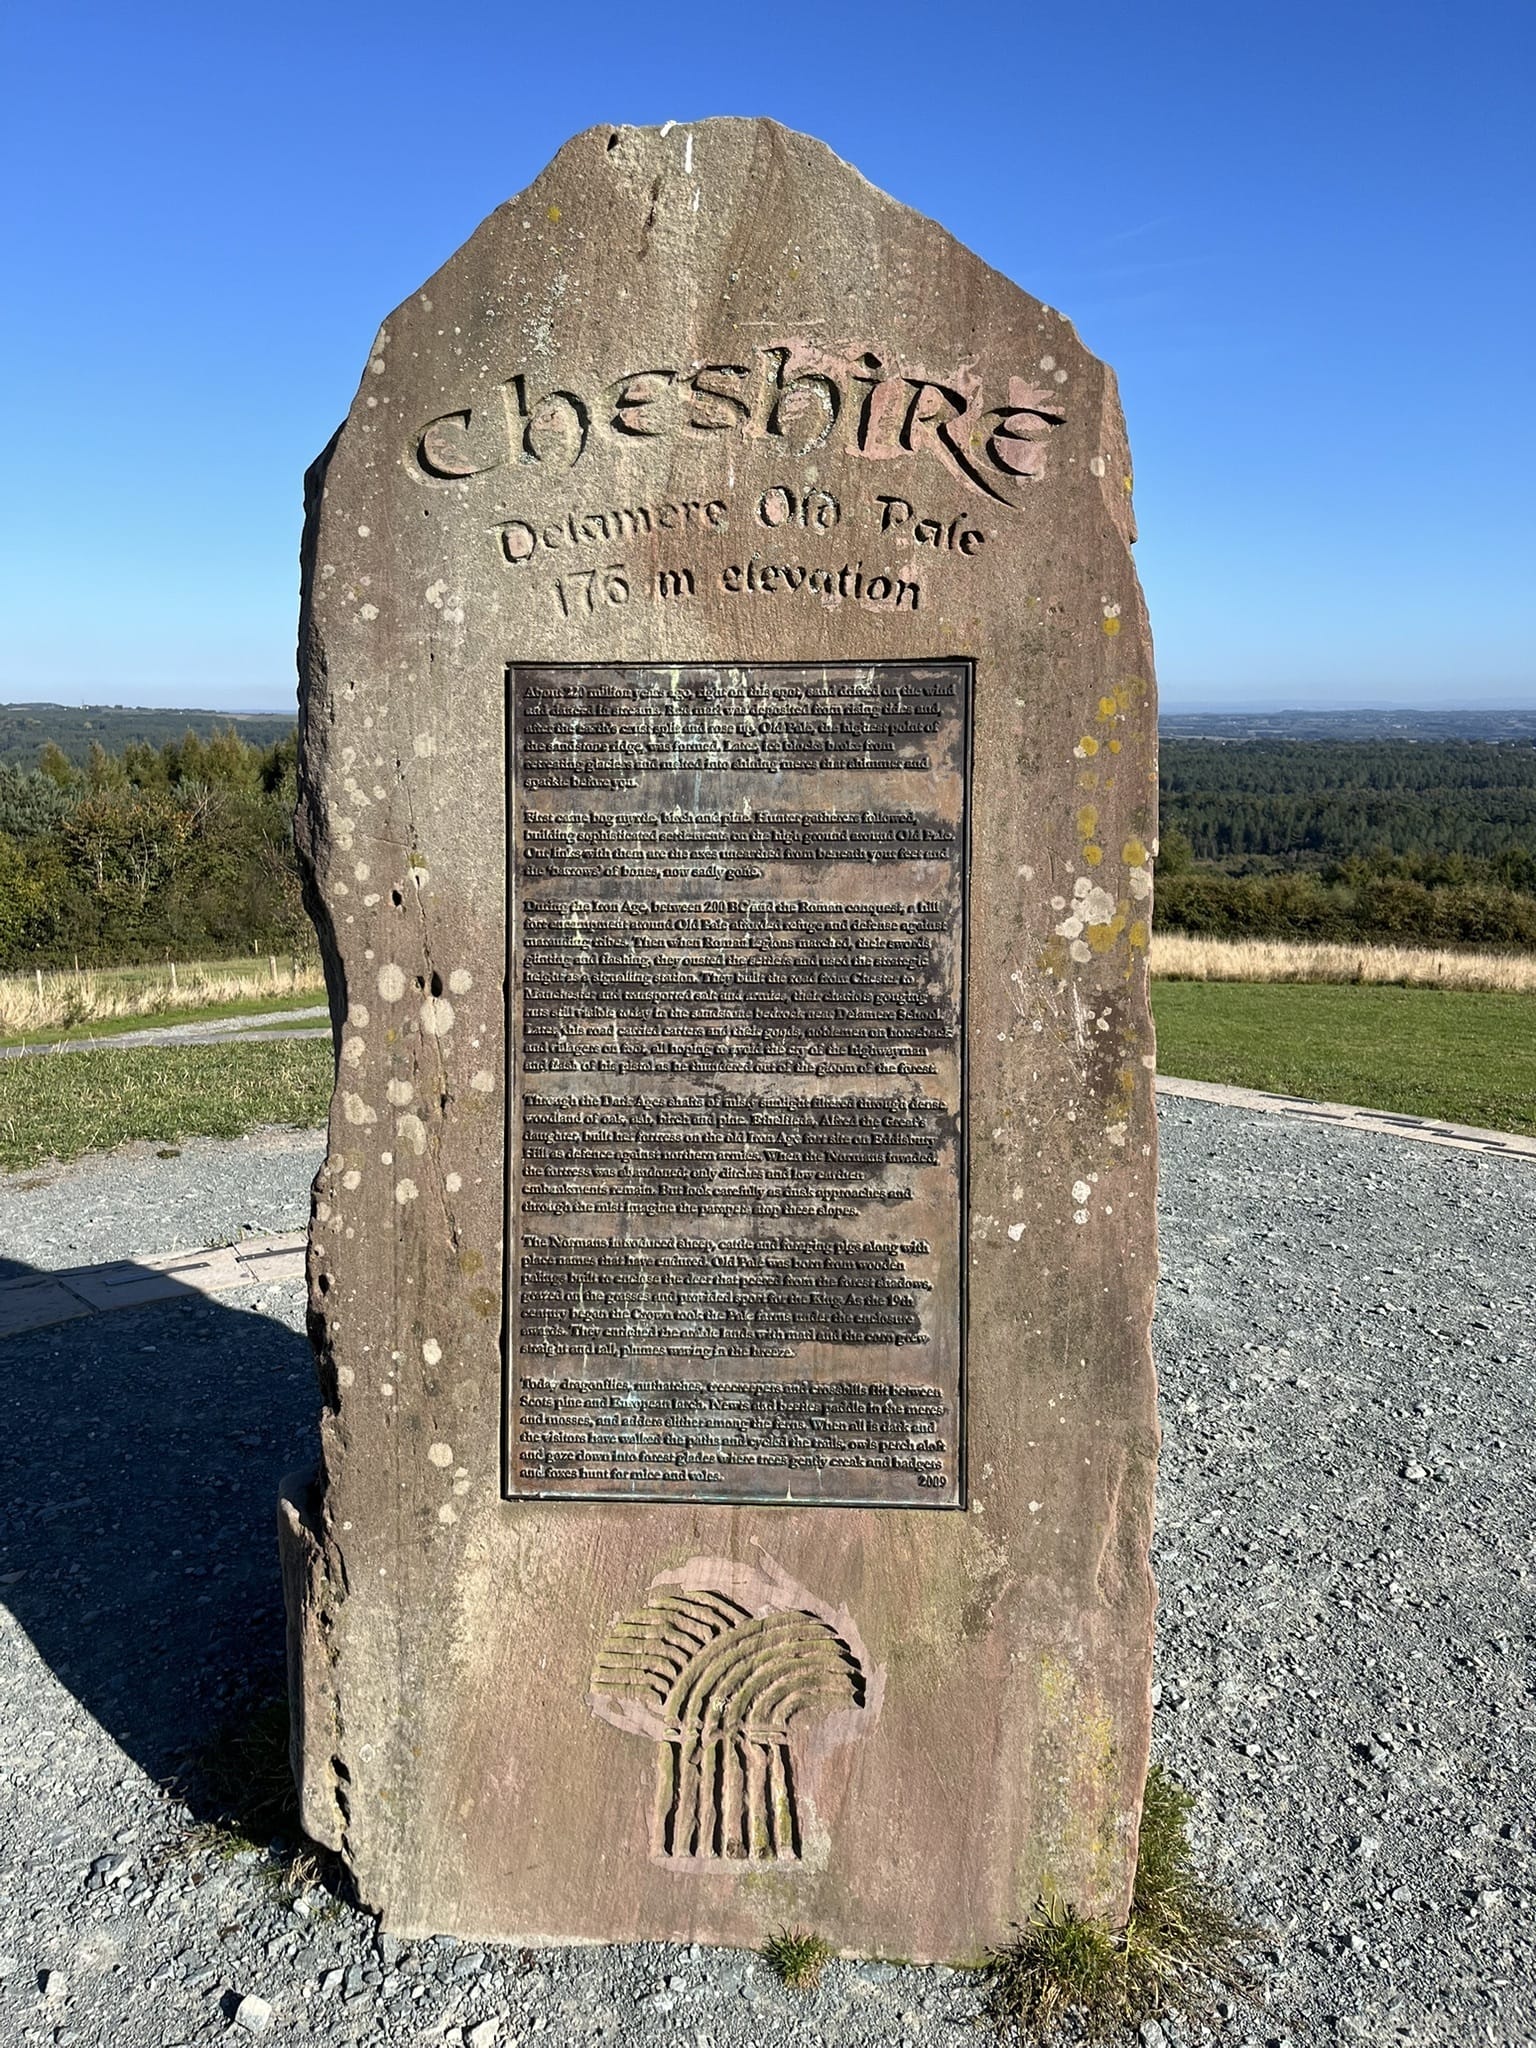 Cheshire
Delamere Old Pale
176 m elevation
About 220 million years ago, right on this spot, sand drifted on the wind
and danced in streams. Red marl was deposited from rising tides and,
after the earth's crust split and rose up, Old Pale, the highest point of
the sandstone ridge, was formed. Later, ice blocks broke from
retreating glaciers and melted into shining meres that shimmer and
sparkle before you.
First came bog myrtle, birch and pine. Hunter gatherers followed,
building sophisticated settlements on the high ground around Old Pale.
Our links with them are the axes unearthed from beneath your feet and
the 'barrows' of bones, now sadly gone.
During the Iron Age, between 200 BC and the Roman conquest, a hill
fort encampment around Old Pale afforded refuge and defense against
marauding tribes. Then when Roman legions marched, their swords
glinting and flashing, they ousted the settlers and used the strategic
height as a signalling station. They built the road from Chester to
Manchester and transported salt and armies, their chariots gouging
ruts still visible today in the sandstone bedrock near Delamere School.
Later, this road carried carters and their goods, noblemen on horseback
and villagers on foot, all hoping to avoid the cry of the highwayman
and flash of his pistol as he thundered out of the gloom of the forest.
Through the Dark Ages shafts of misty sunlight filtered through dense
woodland of oak, ash, birch and pine. Ethelfleda, Alfred the Great's
daughter, built her fortress on the old Iron Age fort site on Eddisbury
Hill as defence against northern armies. When the Normans invaded,
the fortress was abandoned: only ditches and low earthen
embankments remain. But look carefully as dusk approaches and
through the mist imagine the ramparts atop these slopes.
The Normans introduced sheep, cattle and foraging pigs along with
place names that have endured. Old Pale was born from wooden
palings built to enclose the deer that peered from the forest shadows,
grazed on the grasses and provided sport for the King. As the 19th
century began the Crown took the Pale farms under the enclosure
awards. They enriched the arable lands with marl and the corn grew
straight and tall, plumes waving in the breeze.
Today dragonflies, nuthatches, treecreepers and crossbills flit between
Scots pine and European larch. Newts and beetles paddle in the meres
and mosses, and adders slither among the ferns. When all is dark and
the visitors have walked the paths and cycled the trails, owls perch aloft
and gaze down into forest glades where trees gently creak and badgers
and foxes hunt for mice and voles.
2009